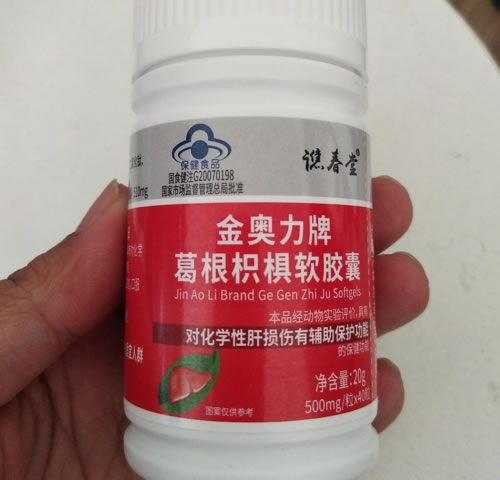 保健食品
国食健注G20070198
国家市场监督管理总局批准
谯春堂®
金奥力牌
葛根枳椇软胶囊
Jin Ao Li Brand Ge Gen Zhi Ju Softgels
本品经动物实验评价,具有
对化学性肝损伤有辅助保护功能
的保健功能
净含量:20g
500mg/粒×40粒
图案仅供参考
510mg
宜人群